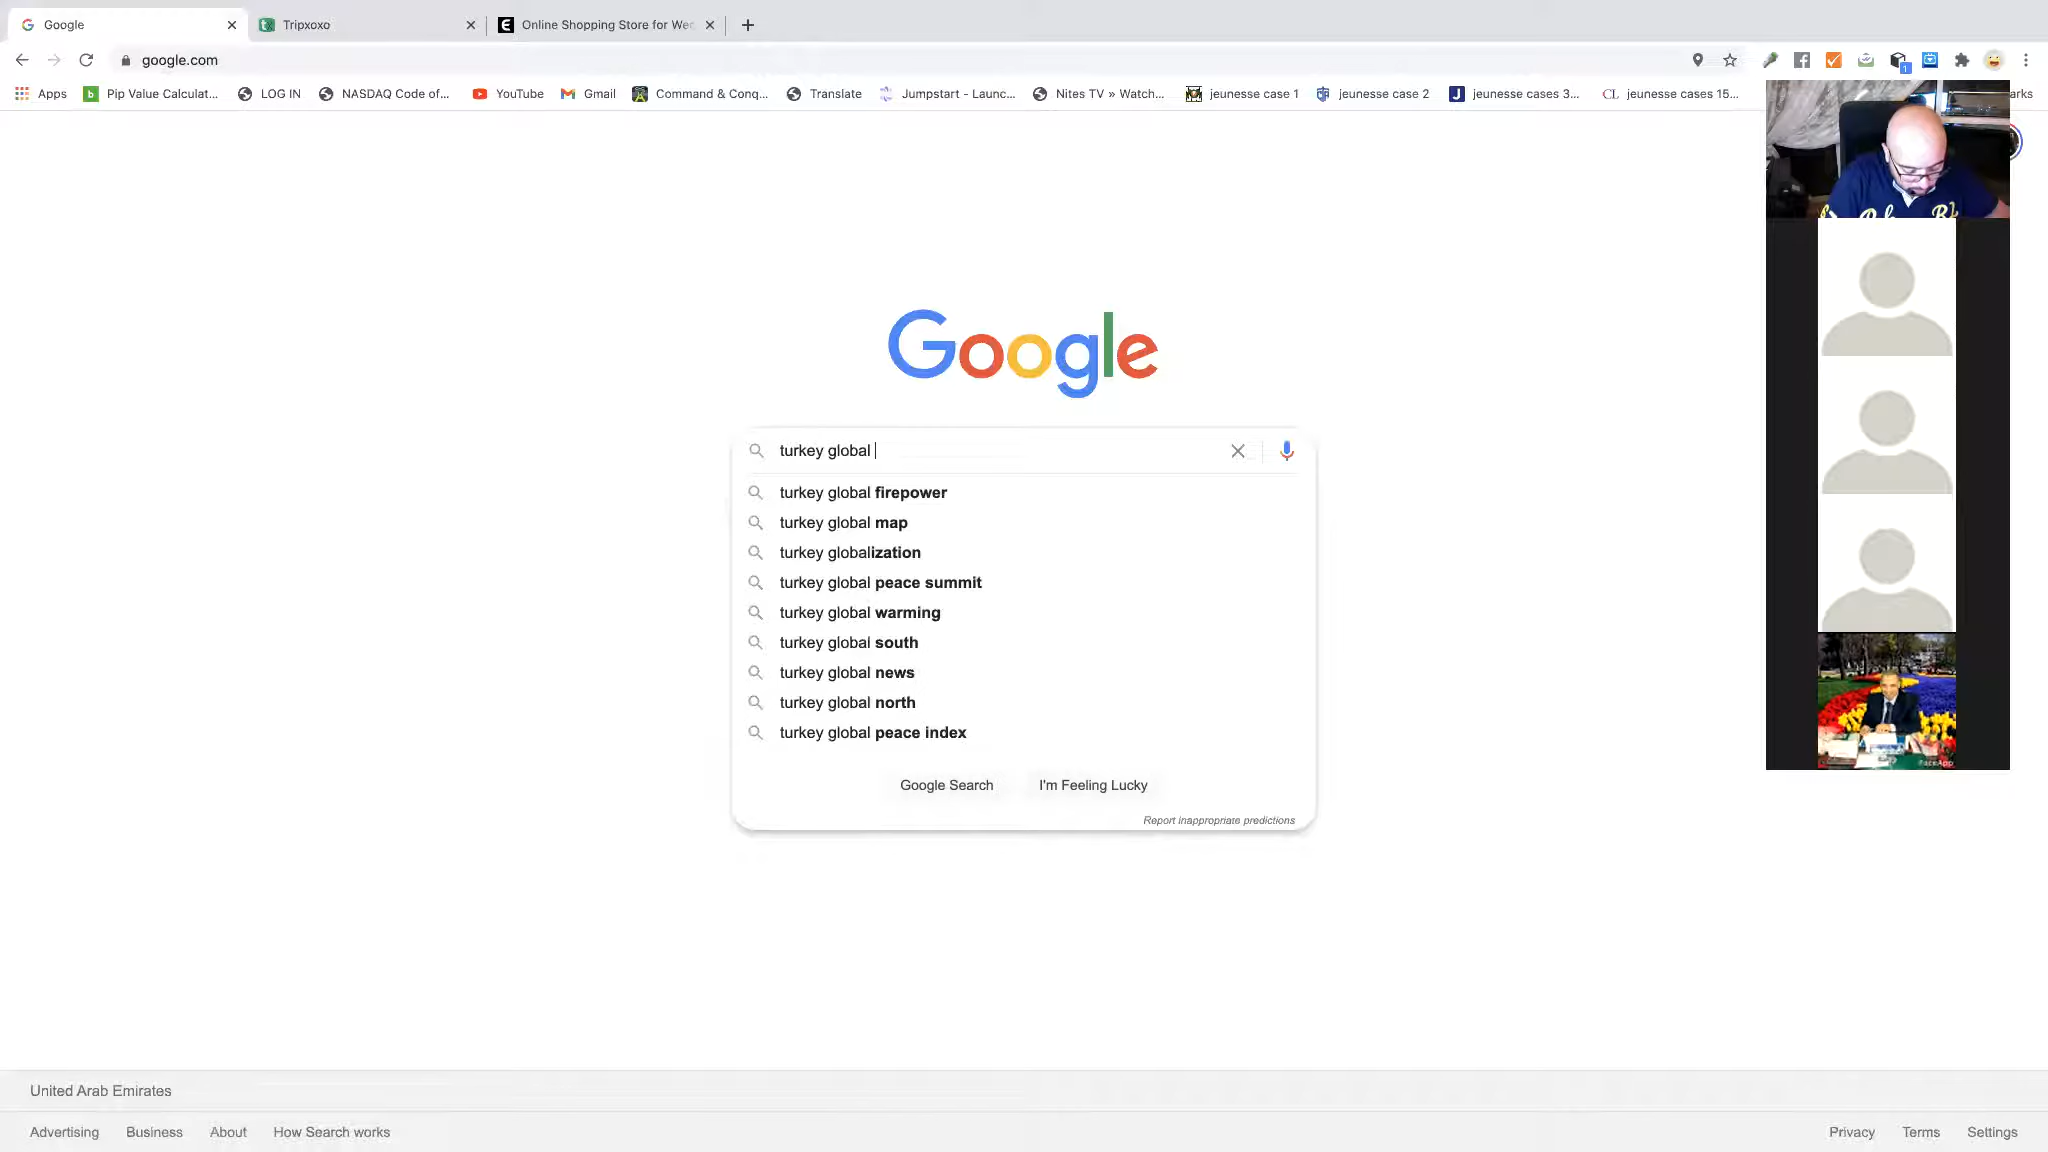 Google
Tripxoxo
Online Shopping Store for Wec
google.com
Apps
Pip Value Calculat...
LOG IN
NASDAQ Code of...
YouTube
Gmail
Command & Conq...
Translate
Jumpstart - Launc...
Nites TV » Watch...
jeunesse case 1
jeunesse case 2
jeunesse cases 3...
CL jeunesse cases 15...
arks
Google
turkey global
turkey global firepower
turkey global map
turkey globalization
turkey global peace summit
turkey global warming
turkey global south
turkey global news
turkey global north
turkey global peace index
Google Search
I'm Feeling Lucky
Report inappropriate predictions
FaceApp
United Arab Emirates
Advertising
Business
About
How Search works
Privacy
Terms
Settings